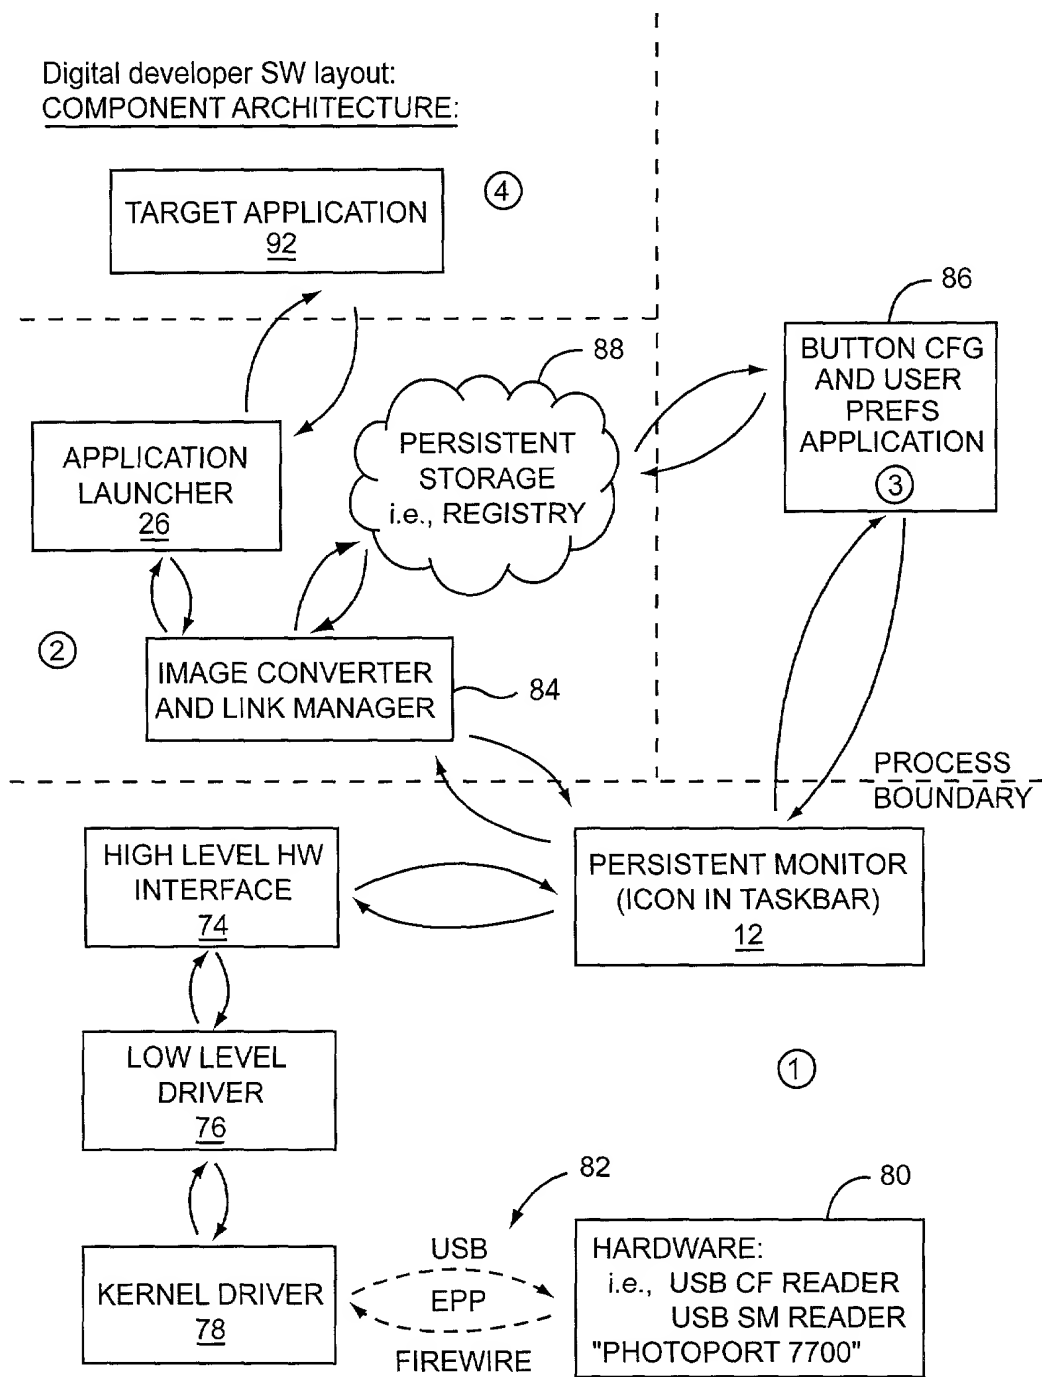 Digital developer SW layout:
COMPONENT ARCHITECTURE:
4
TARGET APPLICATION
92
86
BUTTON CFG
AND USER
PREFS
APPLICATION
3
88
PERSISTENT
STORAGE
i.e., REGISTRY
APPLICATION
LAUNCHER
26
2
IMAGE CONVERTER
AND LINK MANAGER
84
PROCESS
BOUNDARY
HIGH LEVEL HW
INTERFACE
74
PERSISTENT MONITOR
(ICON IN TASKBAR)
12
LOW LEVEL
DRIVER
76
1
82
80
KERNEL DRIVER
78
USB
EPP
FIREWIRE
HARDWARE:
i.e., USB CF READER
USB SM READER
"PHOTOPORT 7700"